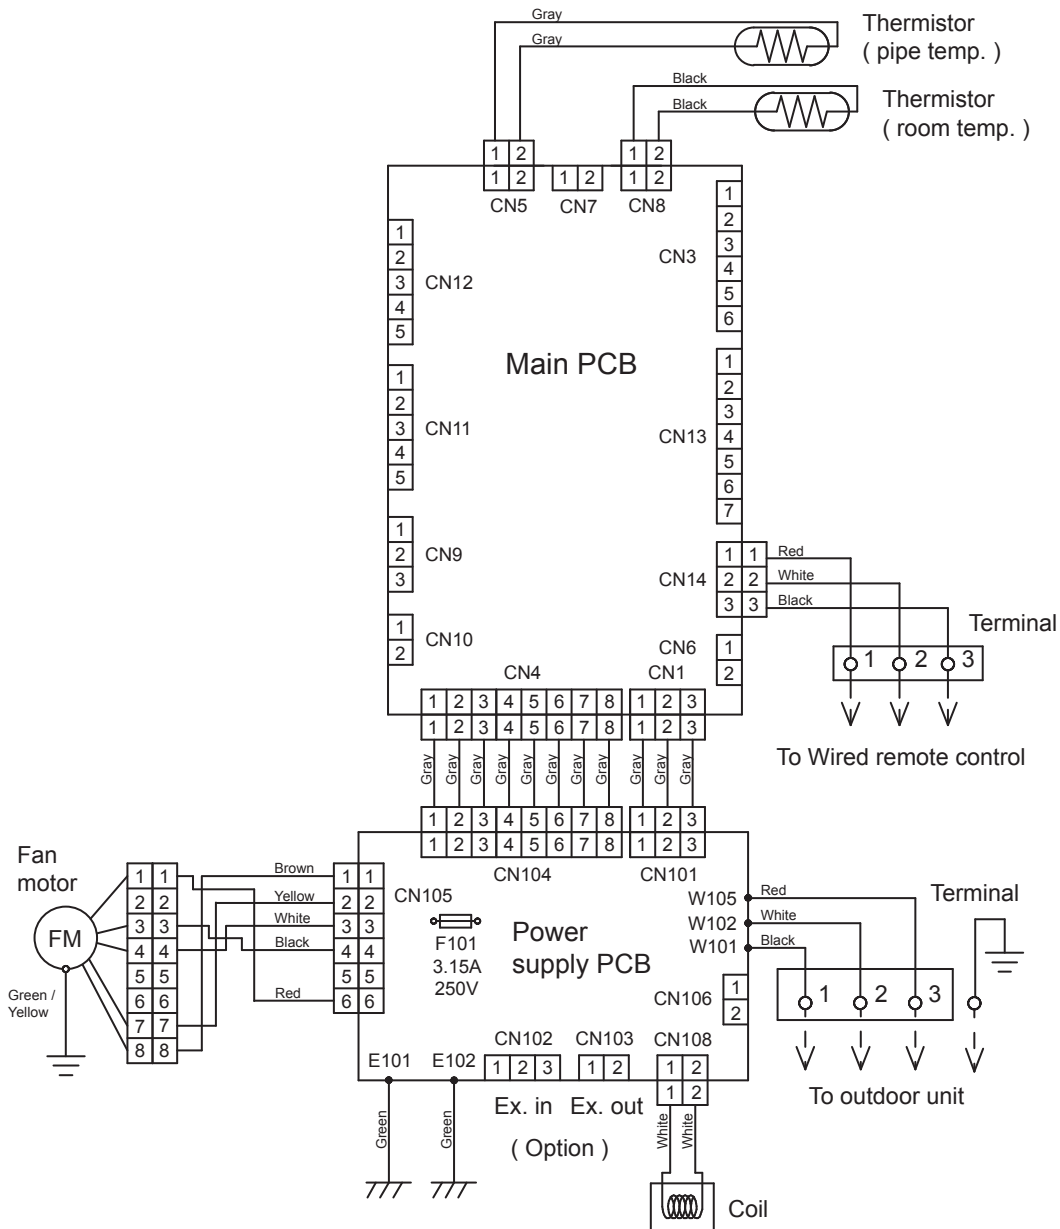 Gray
Gray
Thermistor
( pipe temp. )
Black
Black
Thermistor
( room temp. )
1 2
1 2
CN5
1 2
CN7
1 2
1 2
CN8
1
2
3
4
5
6
CN3
1
2
3
4
5
CN12
Main PCB
1
2
3
4
5
CN11
1
2
3
4
5
6
7
CN13
1
2
3
CN9
1 1
2 2
3 3
CN14
Red
White
Black
Terminal
1 2 3
To Wired remote control
1
2
CN10
CN6
1
2
CN4
CN1
1 2 3 4 5 6 7 8
1 2 3 4 5 6 7 8
1 2 3
1 2 3
Gray Gray Gray Gray Gray Gray Gray Gray
Gray Gray Gray
1 2 3 4 5 6 7 8
1 2 3 4 5 6 7 8
1 2 3
1 2 3
CN104
CN101
Fan
motor
FM
Green /
Yellow
1 1
2 2
3 3
4 4
5 5
6 6
7 7
8 8
Brown
Yellow
White
Black
Red
1 1
2 2
3 3
4 4
5 5
6 6
CN105
F101
3.15A
250V
Power
supply PCB
W105
W102
W101
Red
White
Black
Terminal
1 2 3
To outdoor unit
CN106
1
2
E101
E102
Green
Green
CN102
1 2 3
Ex. in
CN103
1 2
Ex. out
( Option )
CN108
1 2
1 2
White
White
Coil